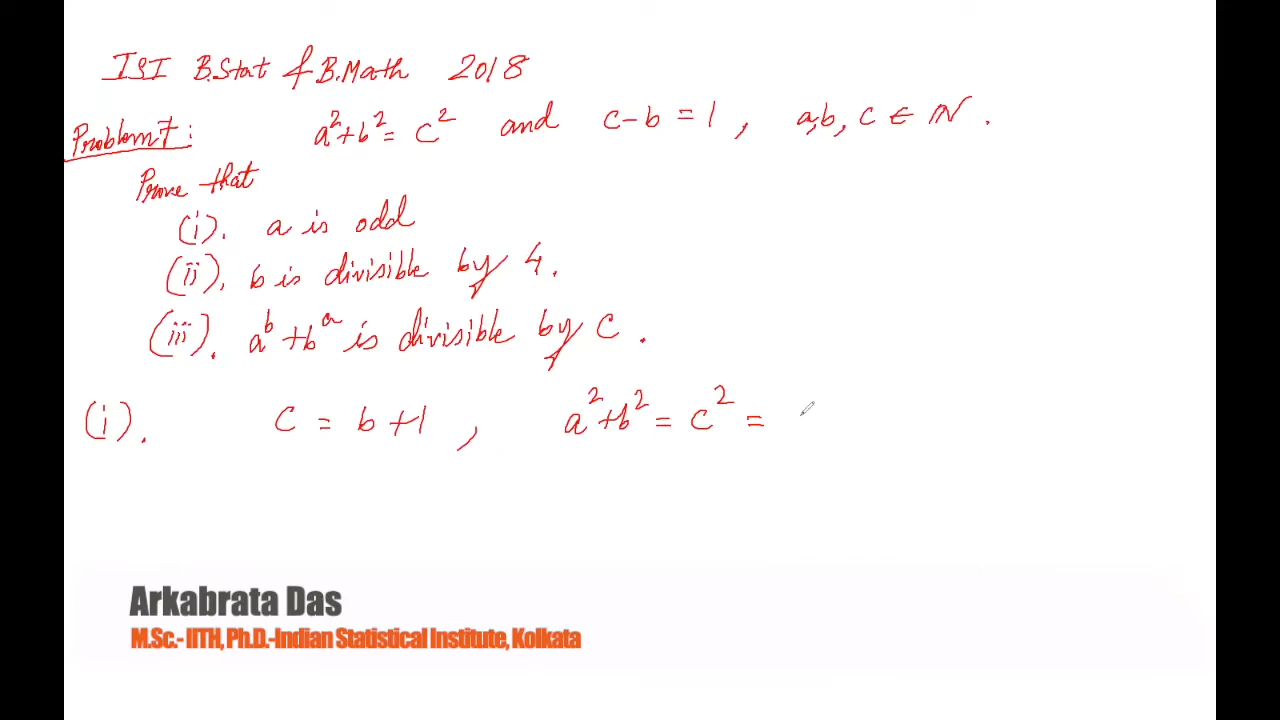 ISI B.Stat & B.Math 2018
Problem 7: a²+b² = c² and c-b = 1, a,b, c ∈ ℕ.
Prove that
(i). a is odd
(ii). b is divisible by 4.
(iii). a^b + b^a is divisible by c.
(i). C = b+1, a²+b² = c² =
Arkabrata Das
M.Sc.- IITH, Ph.D.-Indian Statistical Institute, Kolkata